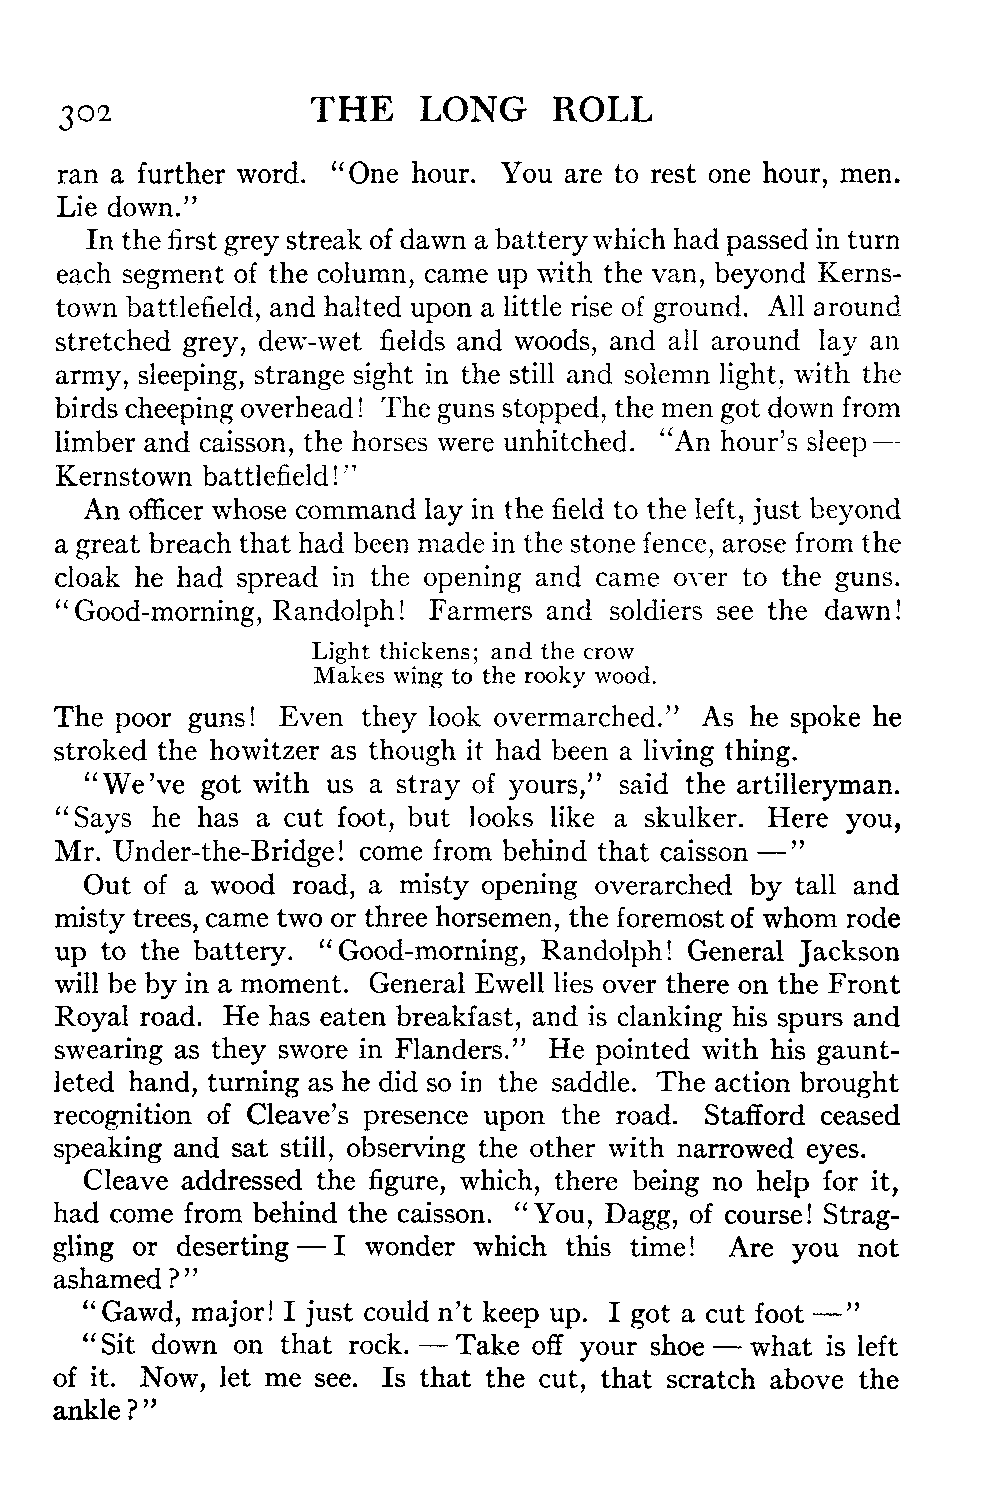 302 THE LONG ROLL
ran a further word. "One hour. You are to rest one hour, men.
Lie down."
In the first grey streak of dawn a battery which had passed in turn
each segment of the column, came up with the van, beyond Kerns-
town battlefield, and halted upon a little rise of ground. All around
stretched grey, dew-wet fields and woods, and all around lay an
army, sleeping, strange sight in the still and solemn light, with the
birds cheeping overhead! The guns stopped, the men got down from
limber and caisson, the horses were unhitched. "An hour's sleep —
Kernstown battlefield!"
An officer whose command lay in the field to the left, just beyond
a great breach that had been made in the stone fence, arose from the
cloak he had spread in the opening and came over to the guns.
"Good-morning, Randolph! Farmers and soldiers see the dawn!
Light thickens; and the crow
Makes wing to the rooky wood.
The poor guns! Even they look overmarched." As he spoke he
stroked the howitzer as though it had been a living thing.
"We've got with us a stray of yours," said the artilleryman.
"Says he has a cut foot, but looks like a skulker. Here you,
Mr. Under-the-Bridge! come from behind that caisson —"
Out of a wood road, a misty opening overarched by tall and
misty trees, came two or three horsemen, the foremost of whom rode
up to the battery. "Good-morning, Randolph! General Jackson
will be by in a moment. General Ewell lies over there on the Front
Royal road. He has eaten breakfast, and is clanking his spurs and
swearing as they swore in Flanders." He pointed with his gaunt-
leted hand, turning as he did so in the saddle. The action brought
recognition of Cleave's presence upon the road. Stafford ceased
speaking and sat still, observing the other with narrowed eyes.
Cleave addressed the figure, which, there being no help for it,
had come from behind the caisson. "You, Dagg, of course! Strag-
gling or deserting — I wonder which this time! Are you not
ashamed?"
"Gawd, major! I just could n't keep up. I got a cut foot —"
"Sit down on that rock. — Take off your shoe — what is left
of it. Now, let me see. Is that the cut, that scratch above the
ankle?"